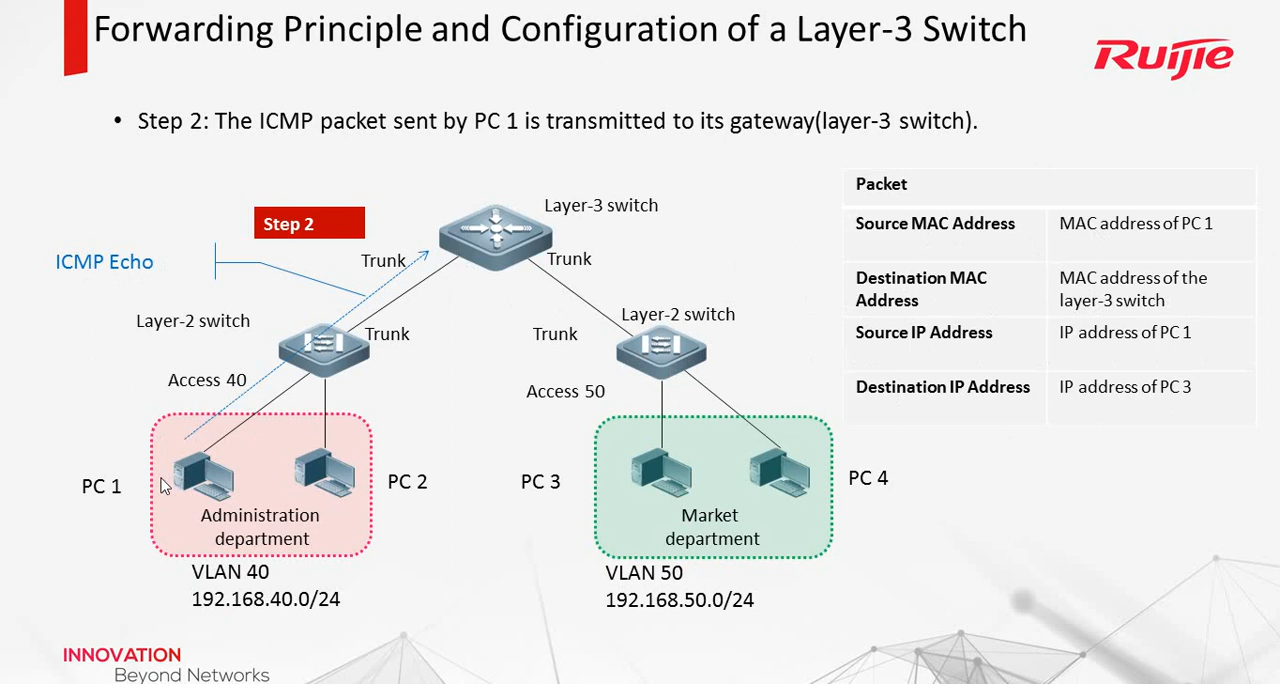 Forwarding Principle and Configuration of a Layer-3 Switch
Ruijie
• Step 2: The ICMP packet sent by PC 1 is transmitted to its gateway(layer-3 switch).
Packet
Source MAC Address
MAC address of PC 1
Destination MAC
Address
MAC address of the
layer-3 switch
Source IP Address
IP address of PC 1
Destination IP Address
IP address of PC 3
Step 2
Layer-3 switch
ICMP Echo
Trunk
Trunk
Layer-2 switch
Trunk
Trunk
Layer-2 switch
Access 40
Access 50
PC 1
PC 2
PC 3
PC 4
Administration
department
Market
department
VLAN 40
192.168.40.0/24
VLAN 50
192.168.50.0/24
INNOVATION
Beyond Networks